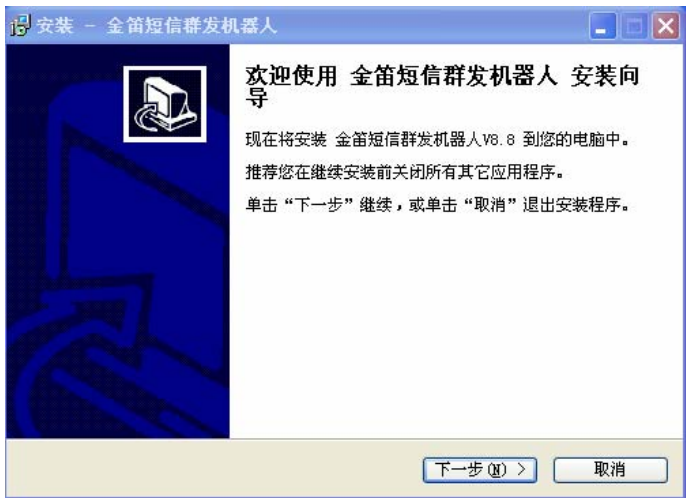 安装 - 金笛短信群发机器人
欢迎使用 金笛短信群发机器人 安装向
导
现在将安装 金笛短信群发机器人V8.8 到您的电脑中。
推荐您在继续安装前关闭所有其它应用程序。
单击“下一步”继续，或单击“取消”退出安装程序。
下一步(N) >
取消